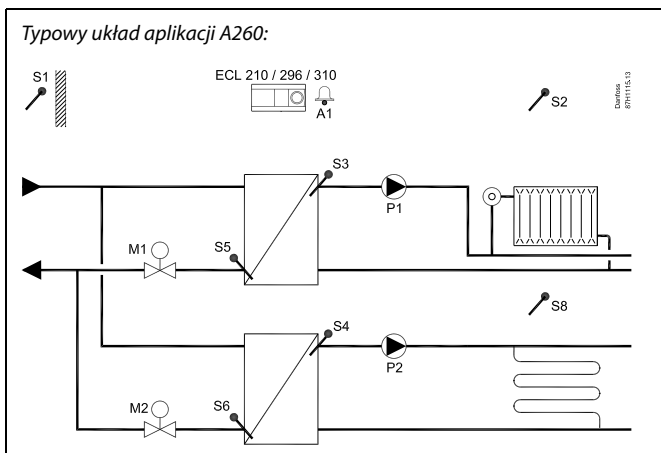 Typowy układ aplikacji A260:
S1
ECL 210 / 296 / 310
A1
S2
Danfoss
87H1115.13
S3
P1
M1
S5
S8
S4
P2
M2
S6